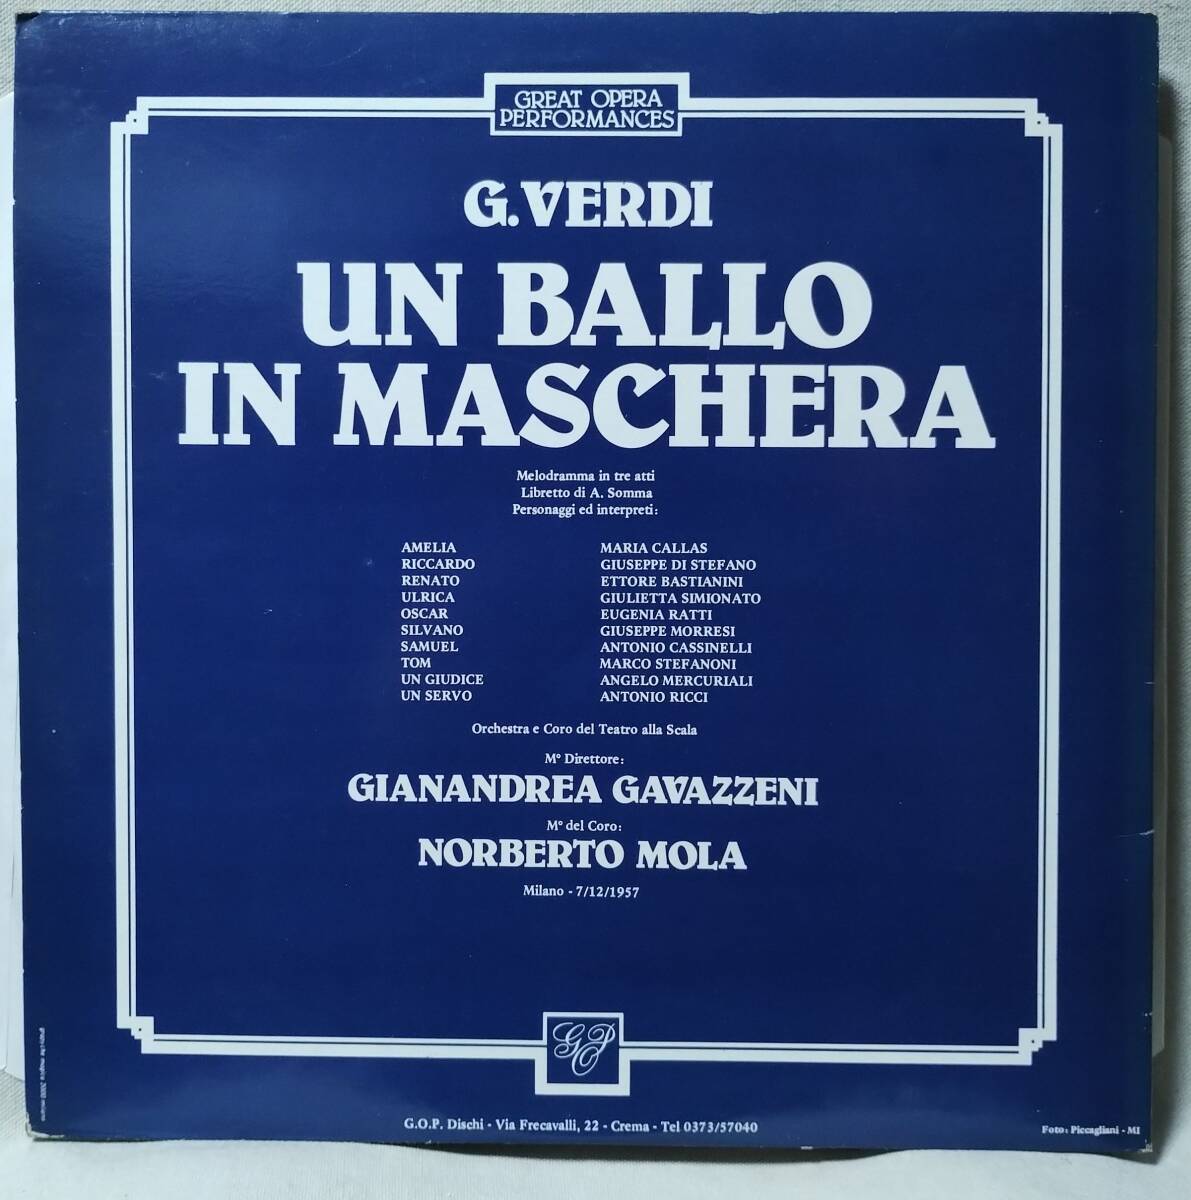 GREAT OPERA
PERFORMANCES
G. VERDI
UN BALLO
IN MASCHERA
Melodramma in tre atti
Libretto di A. Somma
Personaggi ed interpreti:
AMELIA MARIA CALLAS
RICCARDO GIUSEPPE DI STEFANO
RENATO ETTORE BASTIANINI
ULRICA GIULIETTA SIMIONATO
OSCAR EUGENIA RATTI
SILVANO GIUSEPPE MORRESI
SAMUEL ANTONIO CASSINELLI
TOM MARCO STEFANONI
UN GIUDICE ANGELO MERCURIALI
UN SERVO ANTONIO RICCI
Orchestra e Coro del Teatro alla Scala
M° Direttore:
GIANANDREA GAVAZZENI
M° del Coro:
NORBERTO MOLA
Milano - 7/12/1957
GOP
G.O.P. Dischi - Via Frecavalli, 22 - Crema - Tel 0373/57040
Foto: Piccagliani - MI